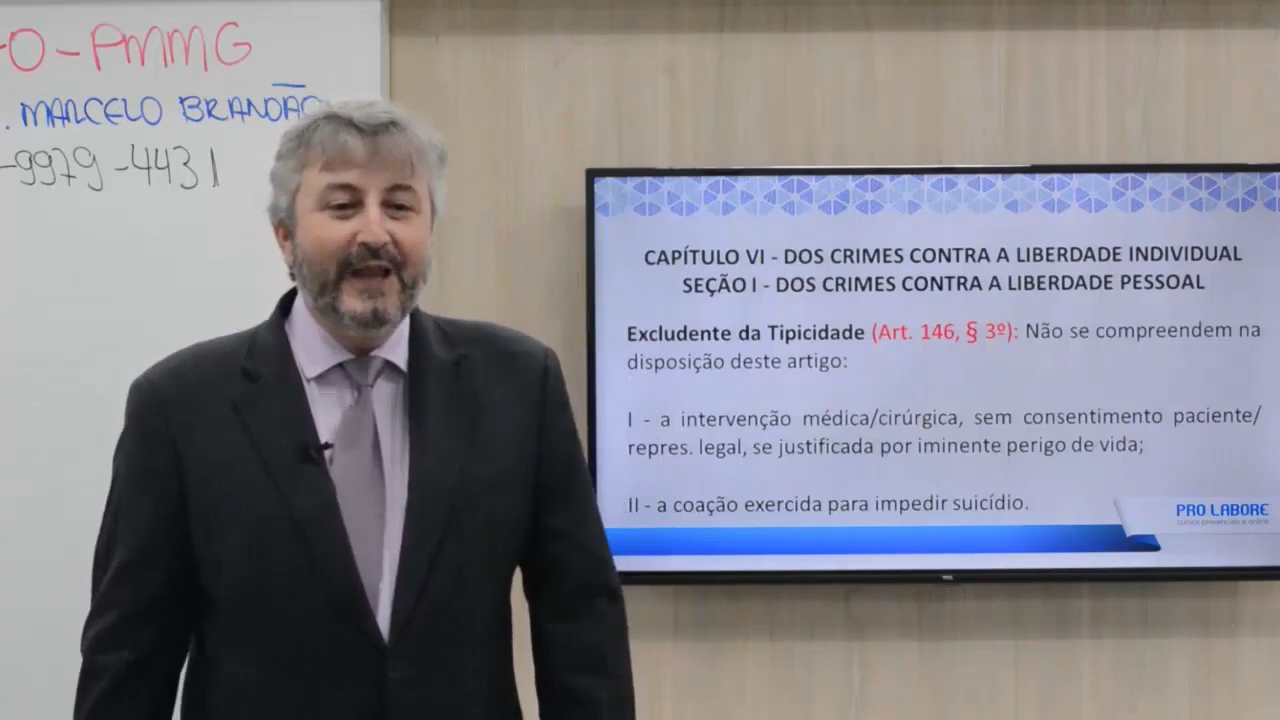 O-PMMG
. MARCELO BRANDÃO
-9979-4431
CAPÍTULO VI - DOS CRIMES CONTRA A LIBERDADE INDIVIDUAL
SEÇÃO I - DOS CRIMES CONTRA A LIBERDADE PESSOAL
Excludente da Tipicidade (Art. 146, § 3º): Não se compreendem na
disposição deste artigo:
I - a intervenção médica/cirúrgica, sem consentimento paciente/
repres. legal, se justificada por iminente perigo de vida;
II - a coação exercida para impedir suicídio.
PRO LABORE